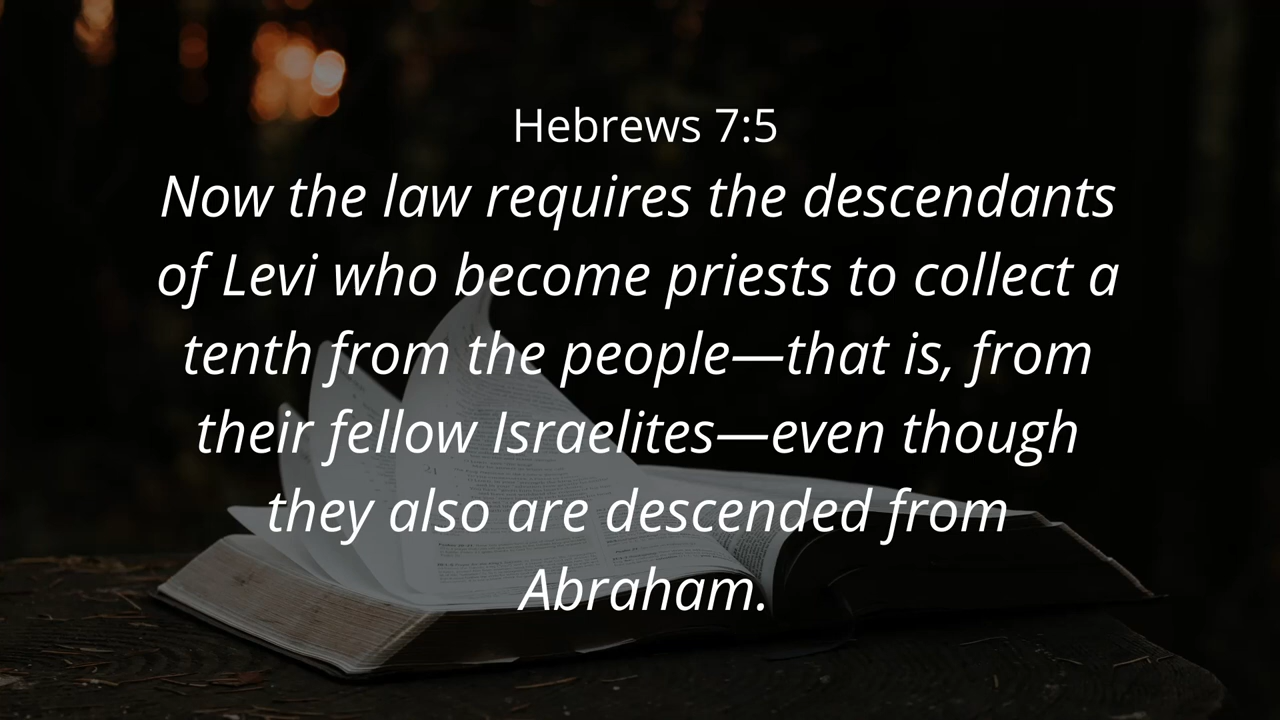 Hebrews 7:5
Now the law requires the descendants
of Levi who become priests to collect a
tenth from the people—that is, from
their fellow Israelites—even though
they also are descended from
Abraham.